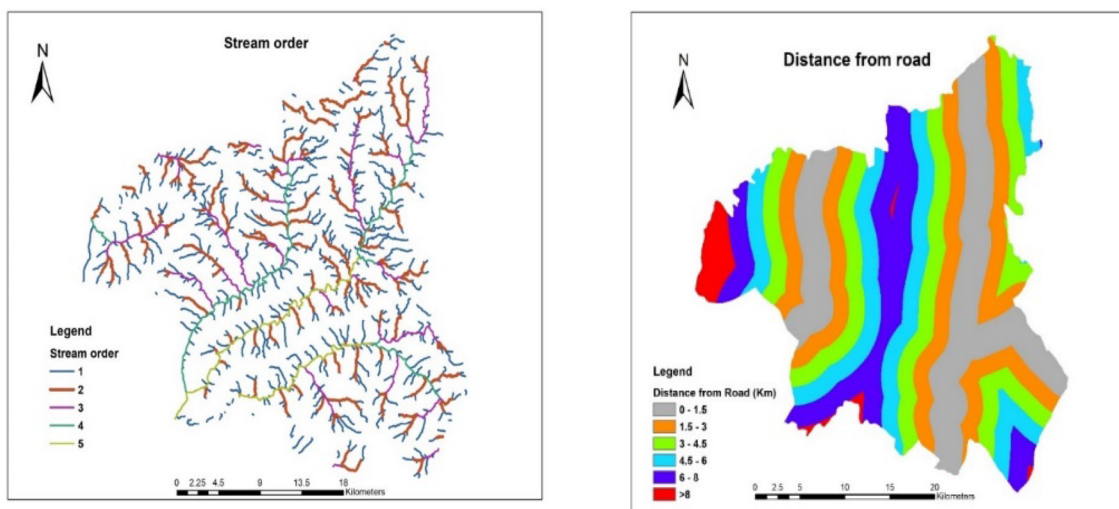 Stream order
N
Legend
Stream order
1
2
3
4
5
0 2.25 4.5 9 13.5 18
Kilometers
Distance from road
N
Legend
Distance from Road (Km)
0 - 1.5
1.5 - 3
3 - 4.5
4.5 - 6
6 - 8
>8
0 2.5 5 10 15 20
Kilometers